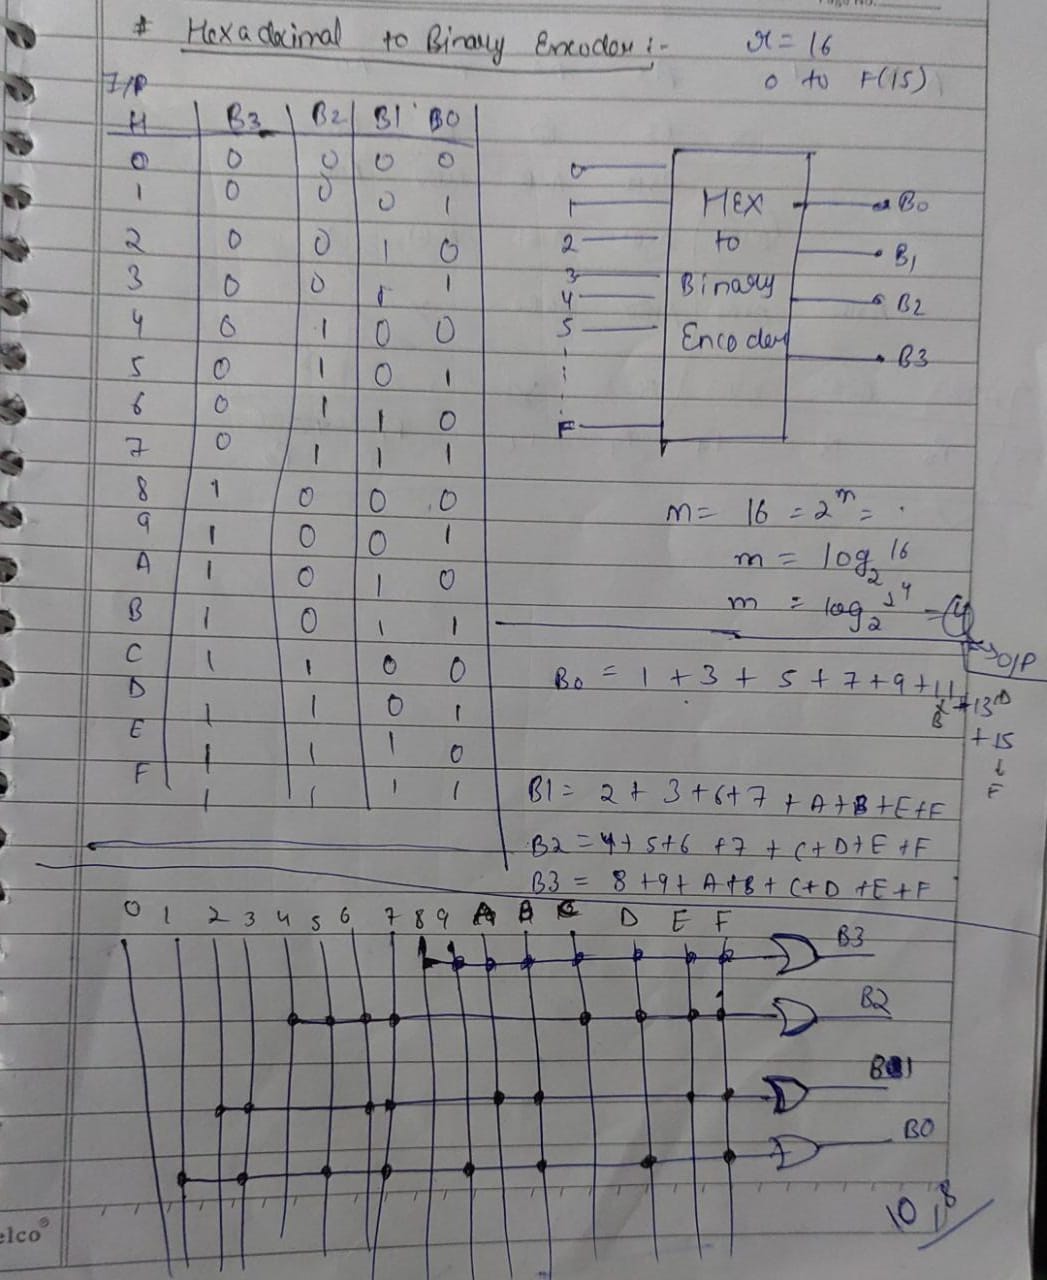 # Hexadecimal to Binary Encoder :-
r = 16
0 to F(15)
I/P
H B3 B2 B1 B0
0 0 0 0 0
1 0 0 0 1
2 0 0 1 0
3 0 0 1 1
4 0 1 0 0
5 0 1 0 1
6 0 1 1 0
7 0 1 1 1
8 1 0 0 0
9 1 0 0 1
A 1 0 1 0
B 1 0 1 1
C 1 1 0 0
D 1 1 0 1
E 1 1 1 0
F 1 1 1 1
0
1
2
3
4
5
F
HEX
to
Binary
Encoder
B0
B1
B2
B3
m = 16 = 2^m = .
m = log2 16
m = log2 2^4 = 4
O/P
B0 = 1 + 3 + 5 + 7 + 9 + 11 + 13 + 15
B D
F
B1 = 2 + 3 + 6 + 7 + A + B + E + F
B2 = 4 + 5 + 6 + 7 + C + D + E + F
B3 = 8 + 9 + A + B + C + D + E + F
0 1 2 3 4 5 6 7 8 9 A B C D E F
B3
B2
B1
B0
elco®